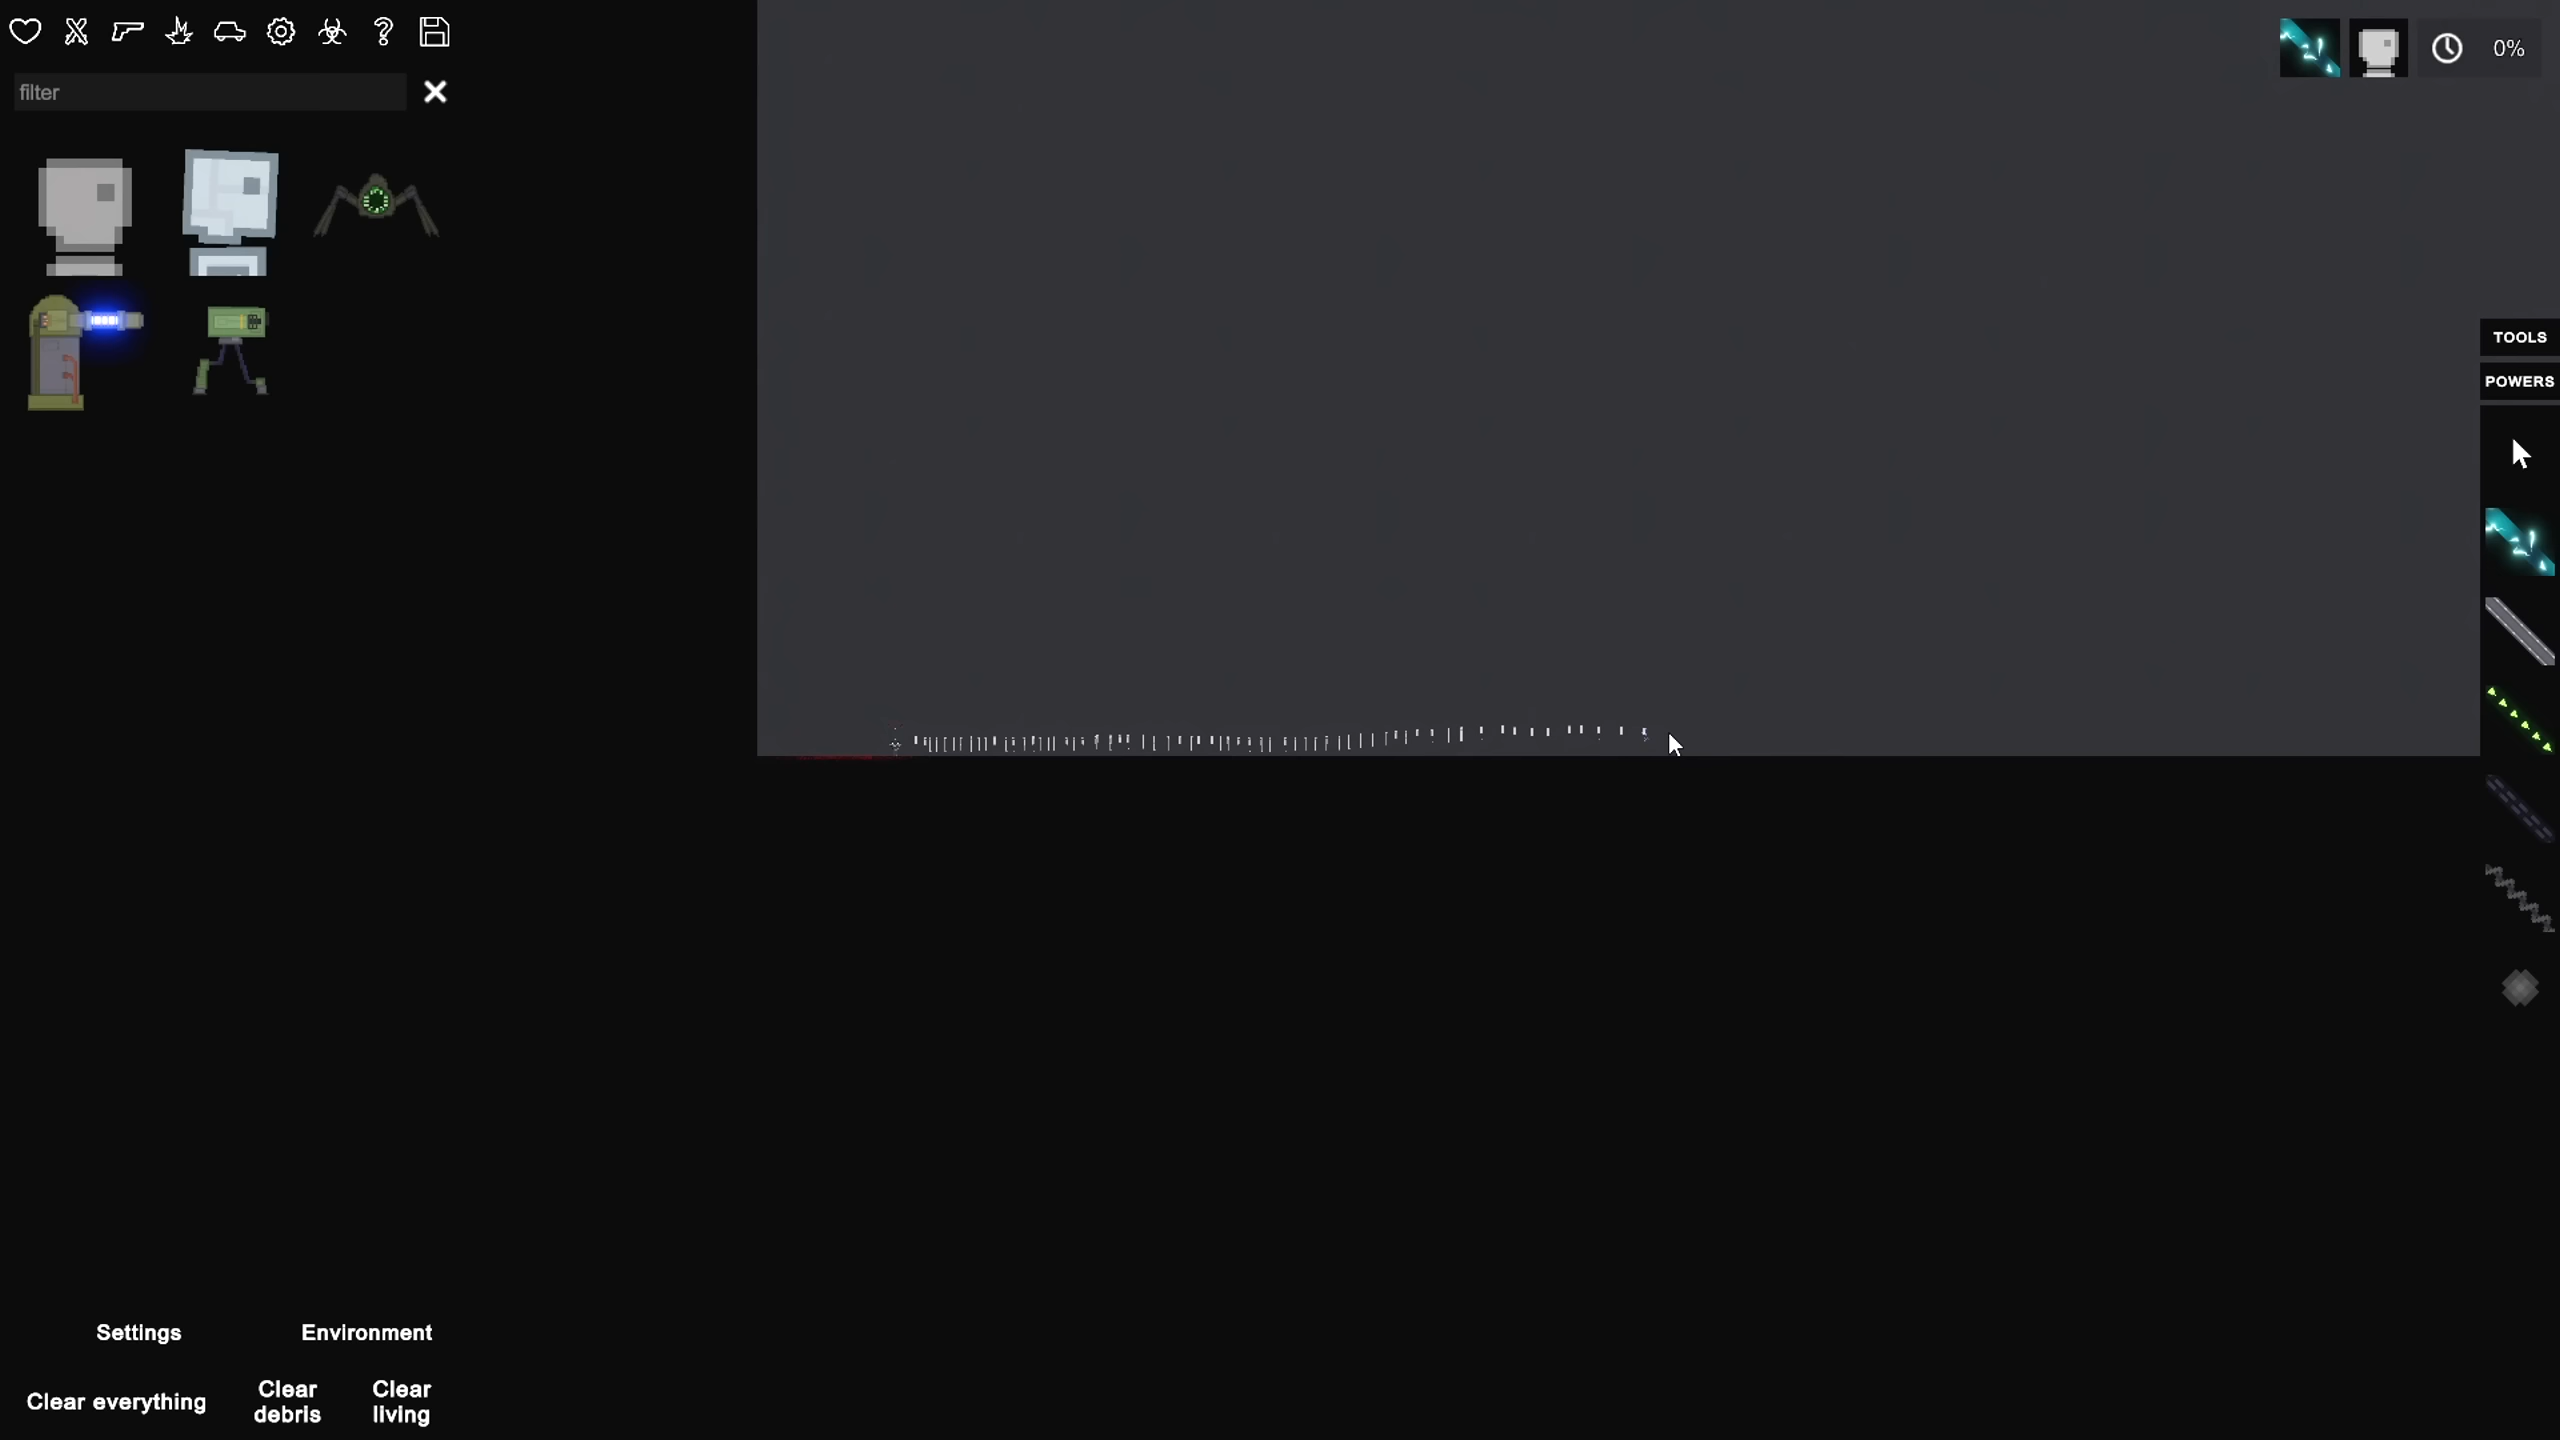 filter
0%
TOOLS
POWERS
Settings
Environment
Clear everything
Clear
debris
Clear
living